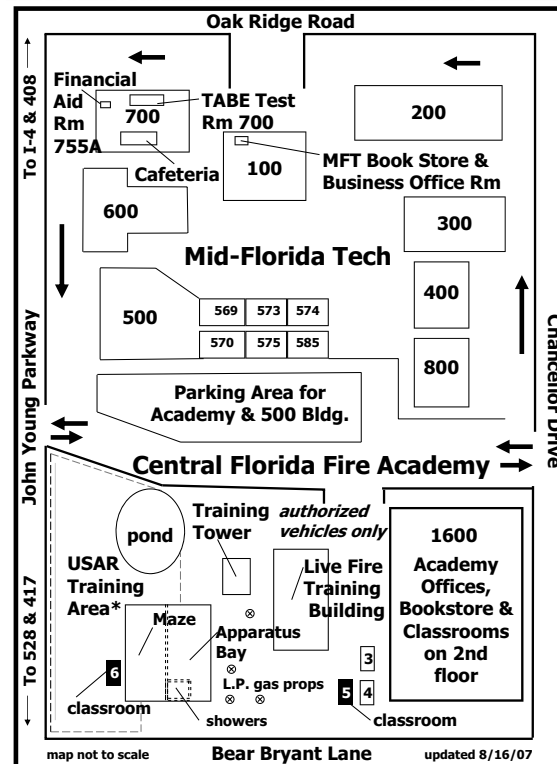 Oak Ridge Road
To I-4 & 408
Financial
Aid
Rm
755A
700
TABE Test
Rm 700
Cafeteria
200
100
MFT Book Store &
Business Office Rm
600
300
Mid-Florida Tech
500
569
573
574
570
575
585
400
800
John Young Parkway
Chancellor Drive
Parking Area for
Academy & 500 Bldg.
Central Florida Fire Academy
pond
Training
Tower
authorized
vehicles only
1600
Academy
Offices,
Bookstore &
Classrooms
on 2nd
floor
USAR
Training
Area*
Live Fire
Training
Building
Maze
Apparatus
Bay
To 528 & 417
6
classroom
showers
L.P. gas props
3
5
4
classroom
map not to scale
Bear Bryant Lane
updated 8/16/07